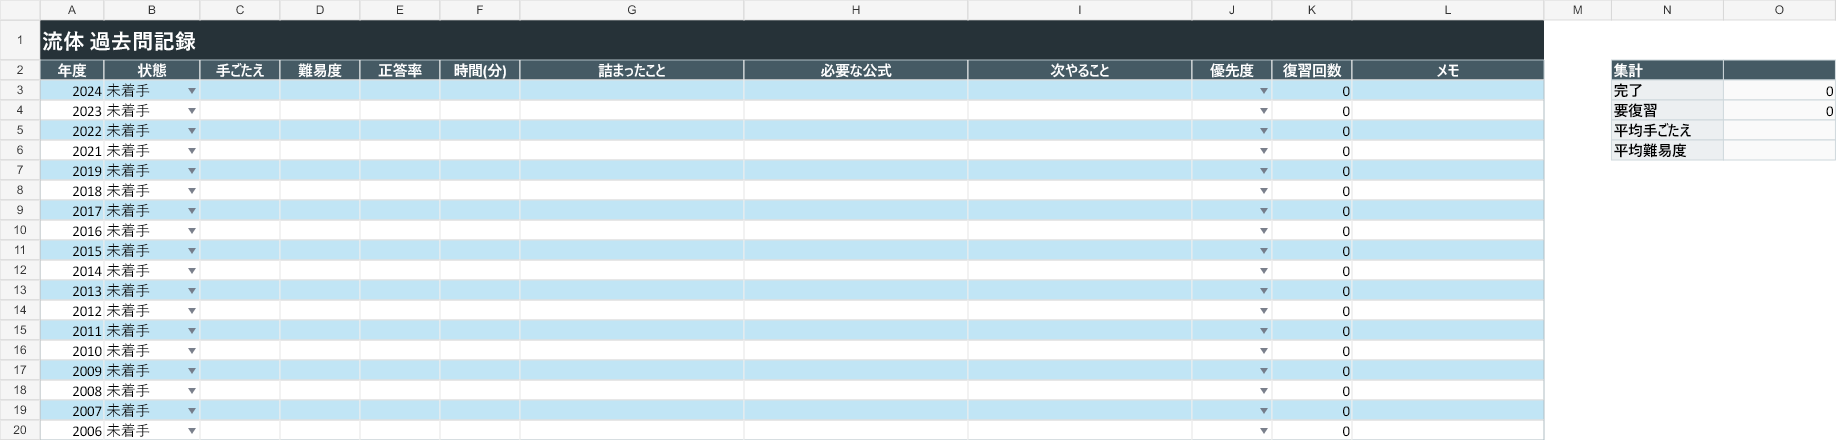 A B C D E F G H I J K L M N O
1 流体 過去問記録
2 年度 状態 手ごたえ 難易度 正答率 時間(分) 詰まったこと 必要な公式 次やること 優先度 復習回数 メモ 集計
3 2024 未着手 0 完了 0
4 2023 未着手 0 要復習 0
5 2022 未着手 0 平均手ごたえ
6 2021 未着手 0 平均難易度
7 2019 未着手 0
8 2018 未着手 0
9 2017 未着手 0
10 2016 未着手 0
11 2015 未着手 0
12 2014 未着手 0
13 2013 未着手 0
14 2012 未着手 0
15 2011 未着手 0
16 2010 未着手 0
17 2009 未着手 0
18 2008 未着手 0
19 2007 未着手 0
20 2006 未着手 0